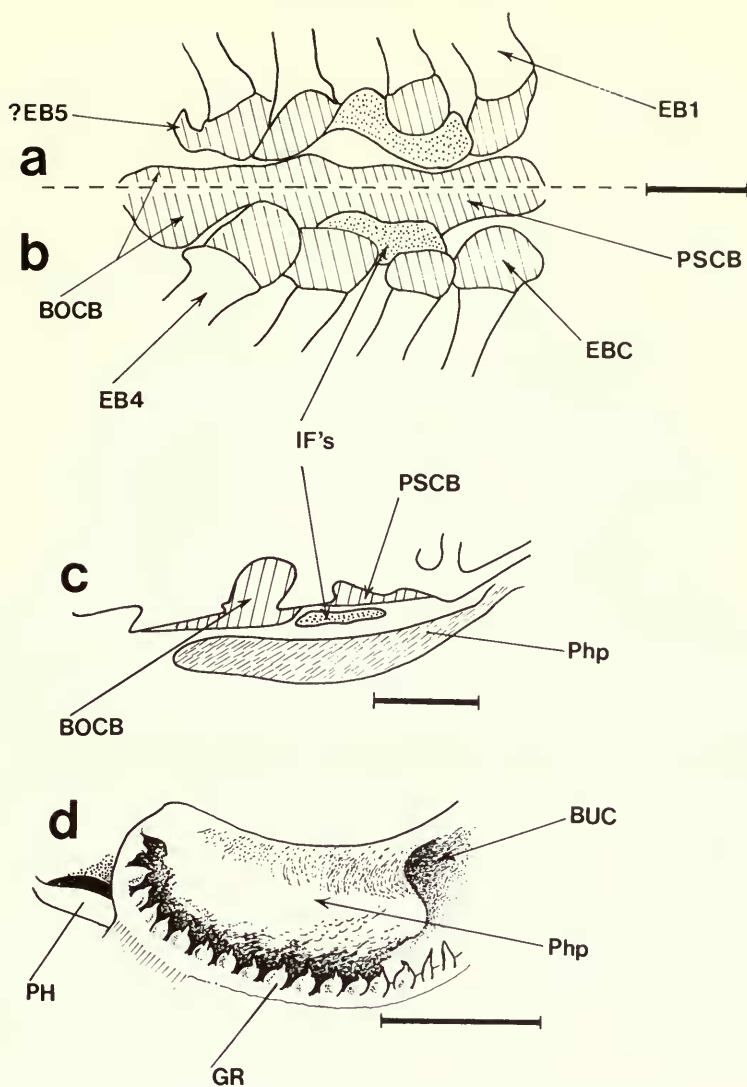 ?EB5
EB1
a
b
PSCB
BOCB
EBC
EB4
IF's
PSCB
c
Php
BOCB
d
BUC
Php
PH
GR